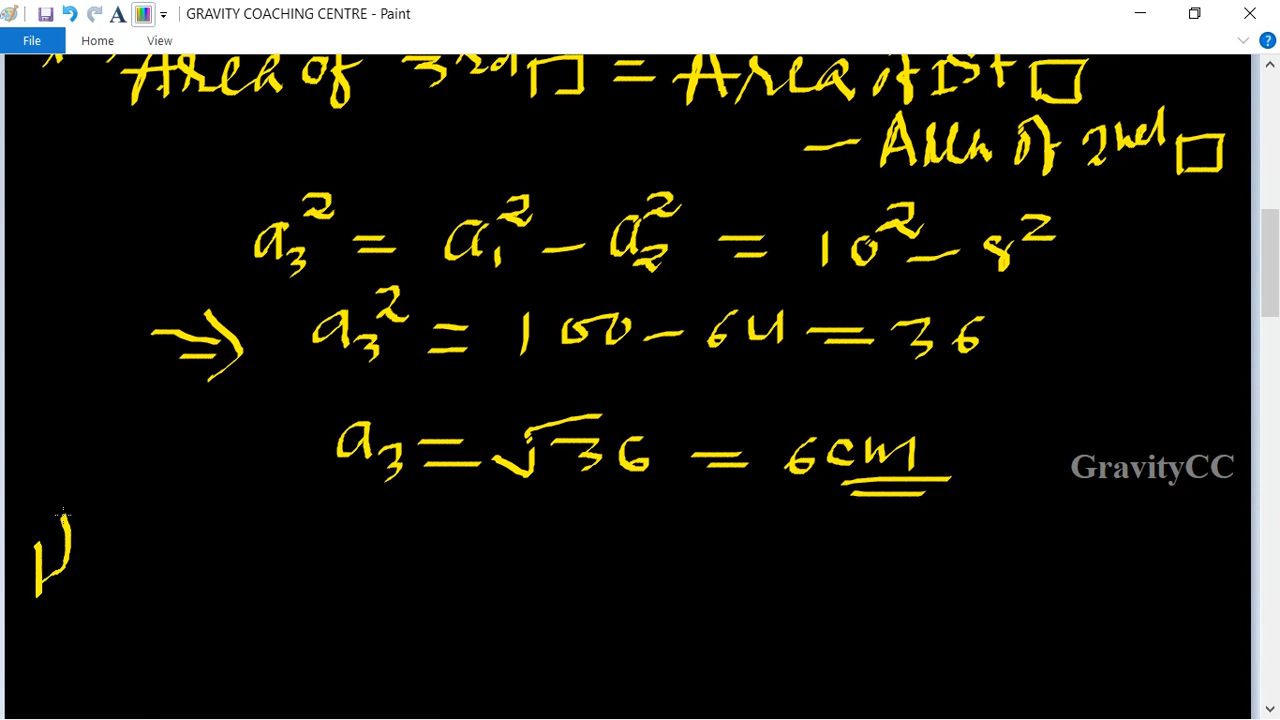 GRAVITY COACHING CENTRE - Paint
File Home View
Area of 3rd □ = Area of Ist □
- Area of 2nd □
a₃² = a₁² - a₂² = 10² - 8²
⇒ a₃² = 100 - 64 = 36
a₃ = √36 = 6cm
GravityCC